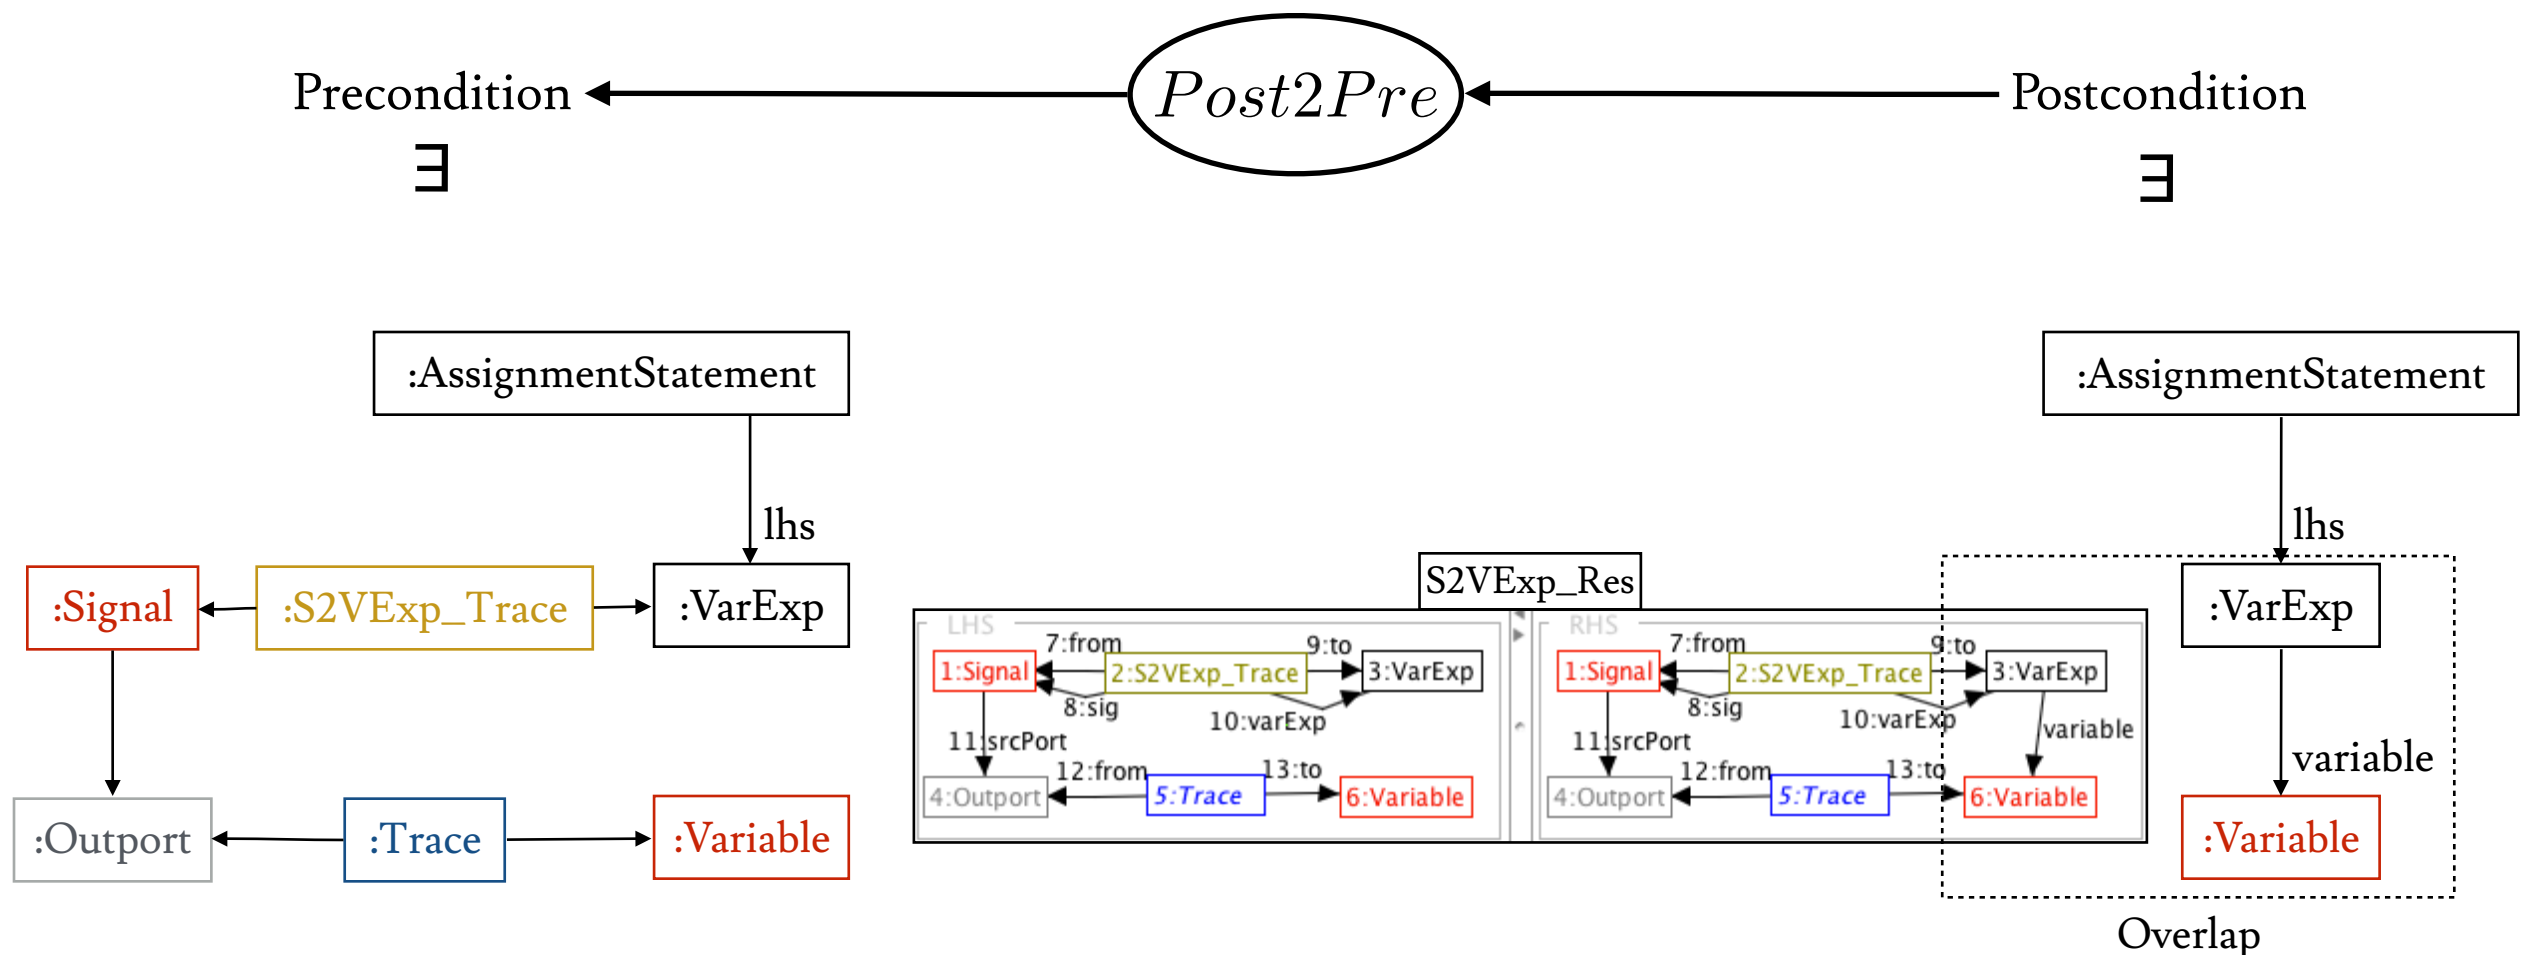 Precondition
Post2Pre
Postcondition
∃
∃
:AssignmentStatement
lhs
:Signal
:S2VExp_Trace
:VarExp
:Outport
:Trace
:Variable
S2VExp_Res
LHS
7:from
9:to
1:Signal
2:S2VExp_Trace
3:VarExp
8:sig
10:varExp
11:srcPort
12:from
13:to
4:Outport
5:Trace
6:Variable
RHS
7:from
9:to
1:Signal
2:S2VExp_Trace
3:VarExp
8:sig
10:varExp
variable
11:srcPort
12:from
13:to
4:Outport
5:Trace
6:Variable
:AssignmentStatement
lhs
:VarExp
variable
:Variable
Overlap